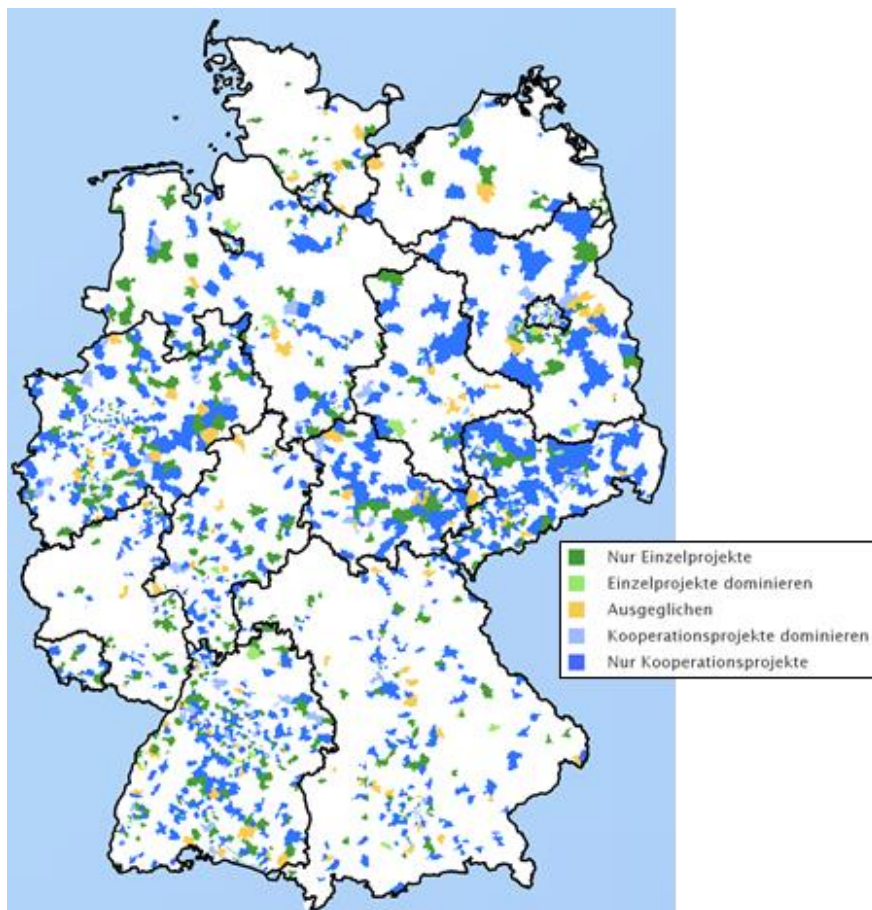 Nur Einzelprojekte
Einzelprojekte dominieren
Ausgeglichen
Kooperationsprojekte dominieren
Nur Kooperationsprojekte